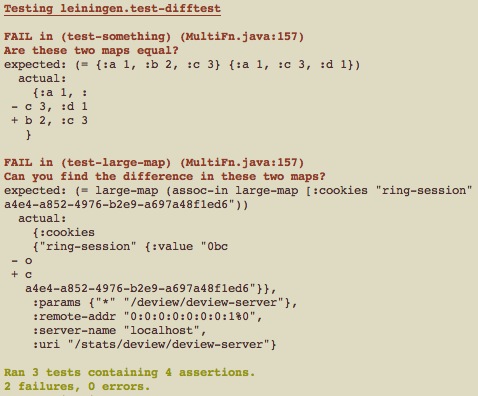 Testing leiningen.test-difftest
FAIL in (test-something) (MultiFn.java:157)
Are these two maps equal?
expected: (= {:a 1, :b 2, :c 3} {:a 1, :c 3, :d 1})
  actual:
    {:a 1, :
 - c 3, :d 1
 + b 2, :c 3
   }
FAIL in (test-large-map) (MultiFn.java:157)
Can you find the difference in these two maps?
expected: (= large-map (assoc-in large-map [:cookies "ring-session"
a4e4-a852-4976-b2e9-a697a48f1ed6"))
  actual:
    {:cookies
    {"ring-session" {:value "0bc
 - o
 + c
   a4e4-a852-4976-b2e9-a697a48f1ed6"}},
    :params {"*" "/deview/deview-server"},
    :remote-addr "0:0:0:0:0:0:0:1%0",
    :server-name "localhost",
    :uri "/stats/deview/deview-server"}
Ran 3 tests containing 4 assertions.
2 failures, 0 errors.